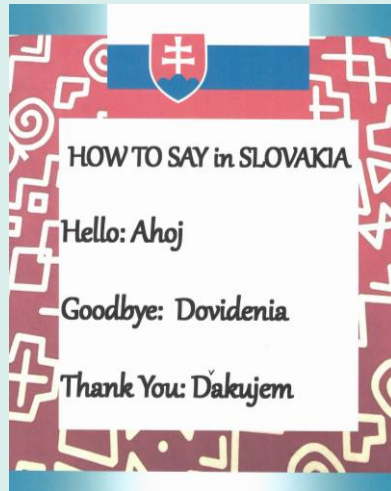 HOW TO SAY in SLOVAKIA
Hello: Ahoj
Goodbye: Dovidenia
Thank You: Ďakujem